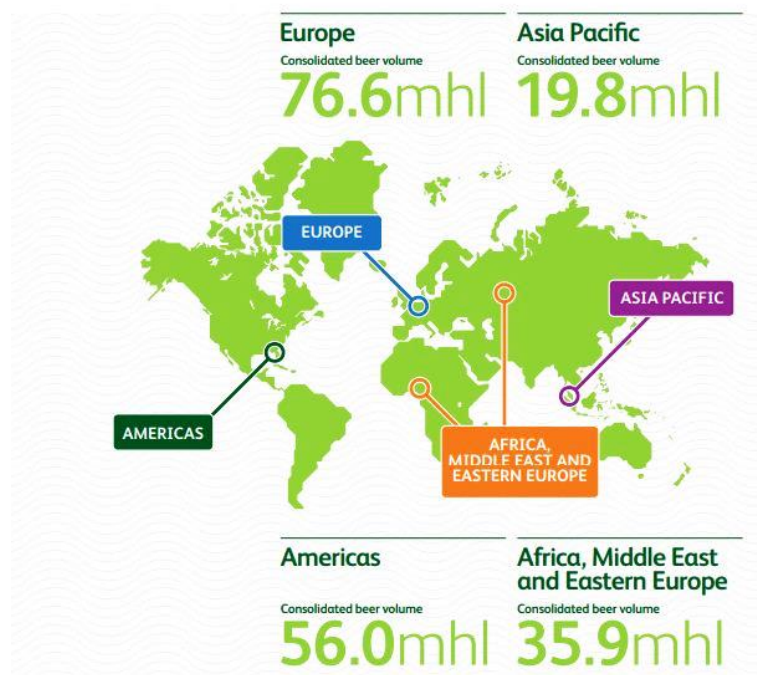 Europe
Consolidated beer volume
76.6mhl
Asia Pacific
Consolidated beer volume
19.8mhl
EUROPE
ASIA PACIFIC
AMERICAS
AFRICA,
MIDDLE EAST AND
EASTERN EUROPE
Americas
Consolidated beer volume
56.0mhl
Africa, Middle East
and Eastern Europe
Consolidated beer volume
35.9mhl